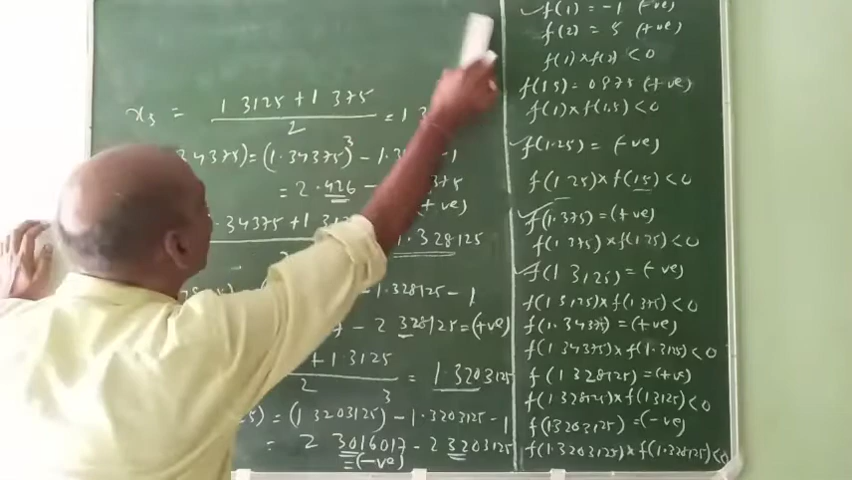 x₃ = (1 3125 + 1 375)/2 = 1 3
34375) = (1.34375)³ - 1.3 - 1
= 2.426 -
(+ve)
34375 + 1 312
1.328125
- 1.328125 - 1
- 2 328125 = (+ve)
+ 1.3125
2
= 1.3203125
5) = (1 3203125)³ - 1.3203125 - 1
= 2 3016017 - 2 3203125
= (-ve)
✓ f(1) = -1 (-ve)
f(2) = 5 (+ve)
f(1) × f(2) < 0
f(1 5) = 0 875 (+ve)
f(1) × f(1.5) < 0
✓ f(1.25) = (-ve)
f(1 25) × f(1 5) < 0
✓ f(1.375) = (+ve)
f(1 375) × f(1 25) < 0
✓ f(1 3125) = (-ve)
f(1 3125) × f(1 375) < 0
f(1.34375) = (+ve)
f(1 34375) × f(1.3125) < 0
f(1 328125) = (+ve)
f(1 328125) × f(1 3125) < 0
f(1 3203125) = (-ve)
f(1.3203125) × f(1.328125) < 0